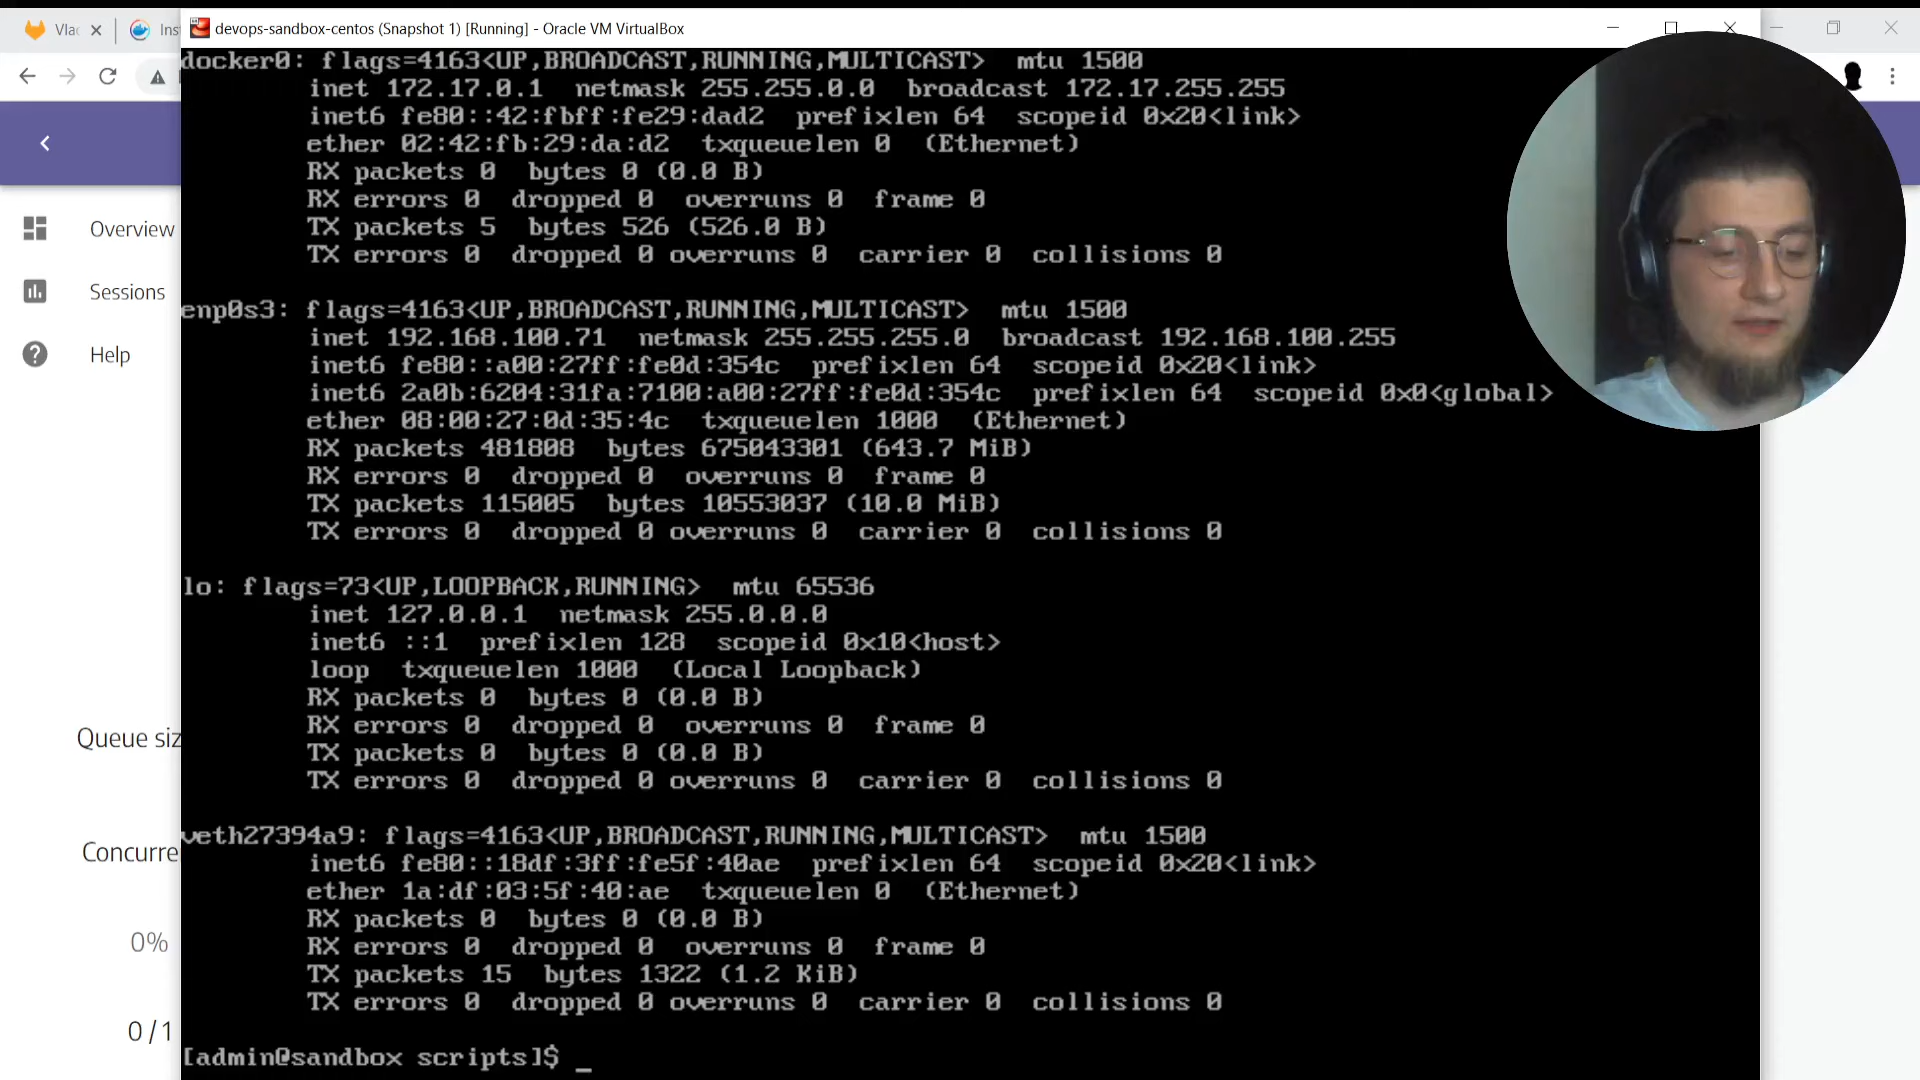 Vla
Ins
devops-sandbox-centos (Snapshot 1) [Running] - Oracle VM VirtualBox
Overview
Sessions
Help
Queue siz
Concurre
0%
0 / 1
docker0: flags=4163<UP,BROADCAST,RUNNING,MULTICAST>  mtu 1500
inet 172.17.0.1  netmask 255.255.0.0  broadcast 172.17.255.255
inet6 fe80::42:fbff:fe29:dad2  prefixlen 64  scopeid 0x20<link>
ether 02:42:fb:29:da:d2  txqueuelen 0  (Ethernet)
RX packets 0  bytes 0 (0.0 B)
RX errors 0  dropped 0  overruns 0  frame 0
TX packets 5  bytes 526 (526.0 B)
TX errors 0  dropped 0 overruns 0  carrier 0  collisions 0
enp0s3: flags=4163<UP,BROADCAST,RUNNING,MULTICAST>  mtu 1500
inet 192.168.100.71  netmask 255.255.255.0  broadcast 192.168.100.255
inet6 fe80::a00:27ff:fe0d:354c  prefixlen 64  scopeid 0x20<link>
inet6 2a0b:6204:31fa:7100:a00:27ff:fe0d:354c  prefixlen 64  scopeid 0x0<global>
ether 08:00:27:0d:35:4c  txqueuelen 1000  (Ethernet)
RX packets 481808  bytes 675043301 (643.7 MiB)
RX errors 0  dropped 0  overruns 0  frame 0
TX packets 115005  bytes 10553037 (10.0 MiB)
TX errors 0  dropped 0 overruns 0  carrier 0  collisions 0
lo: flags=73<UP,LOOPBACK,RUNNING>  mtu 65536
inet 127.0.0.1  netmask 255.0.0.0
inet6 ::1  prefixlen 128  scopeid 0x10<host>
loop  txqueuelen 1000  (Local Loopback)
RX packets 0  bytes 0 (0.0 B)
RX errors 0  dropped 0  overruns 0  frame 0
TX packets 0  bytes 0 (0.0 B)
TX errors 0  dropped 0 overruns 0  carrier 0  collisions 0
veth27394a9: flags=4163<UP,BROADCAST,RUNNING,MULTICAST>  mtu 1500
inet6 fe80::18df:3ff:fe5f:40ae  prefixlen 64  scopeid 0x20<link>
ether 1a:df:03:5f:40:ae  txqueuelen 0  (Ethernet)
RX packets 0  bytes 0 (0.0 B)
RX errors 0  dropped 0  overruns 0  frame 0
TX packets 15  bytes 1322 (1.2 KiB)
TX errors 0  dropped 0 overruns 0  carrier 0  collisions 0
[admin@sandbox scripts]$ _